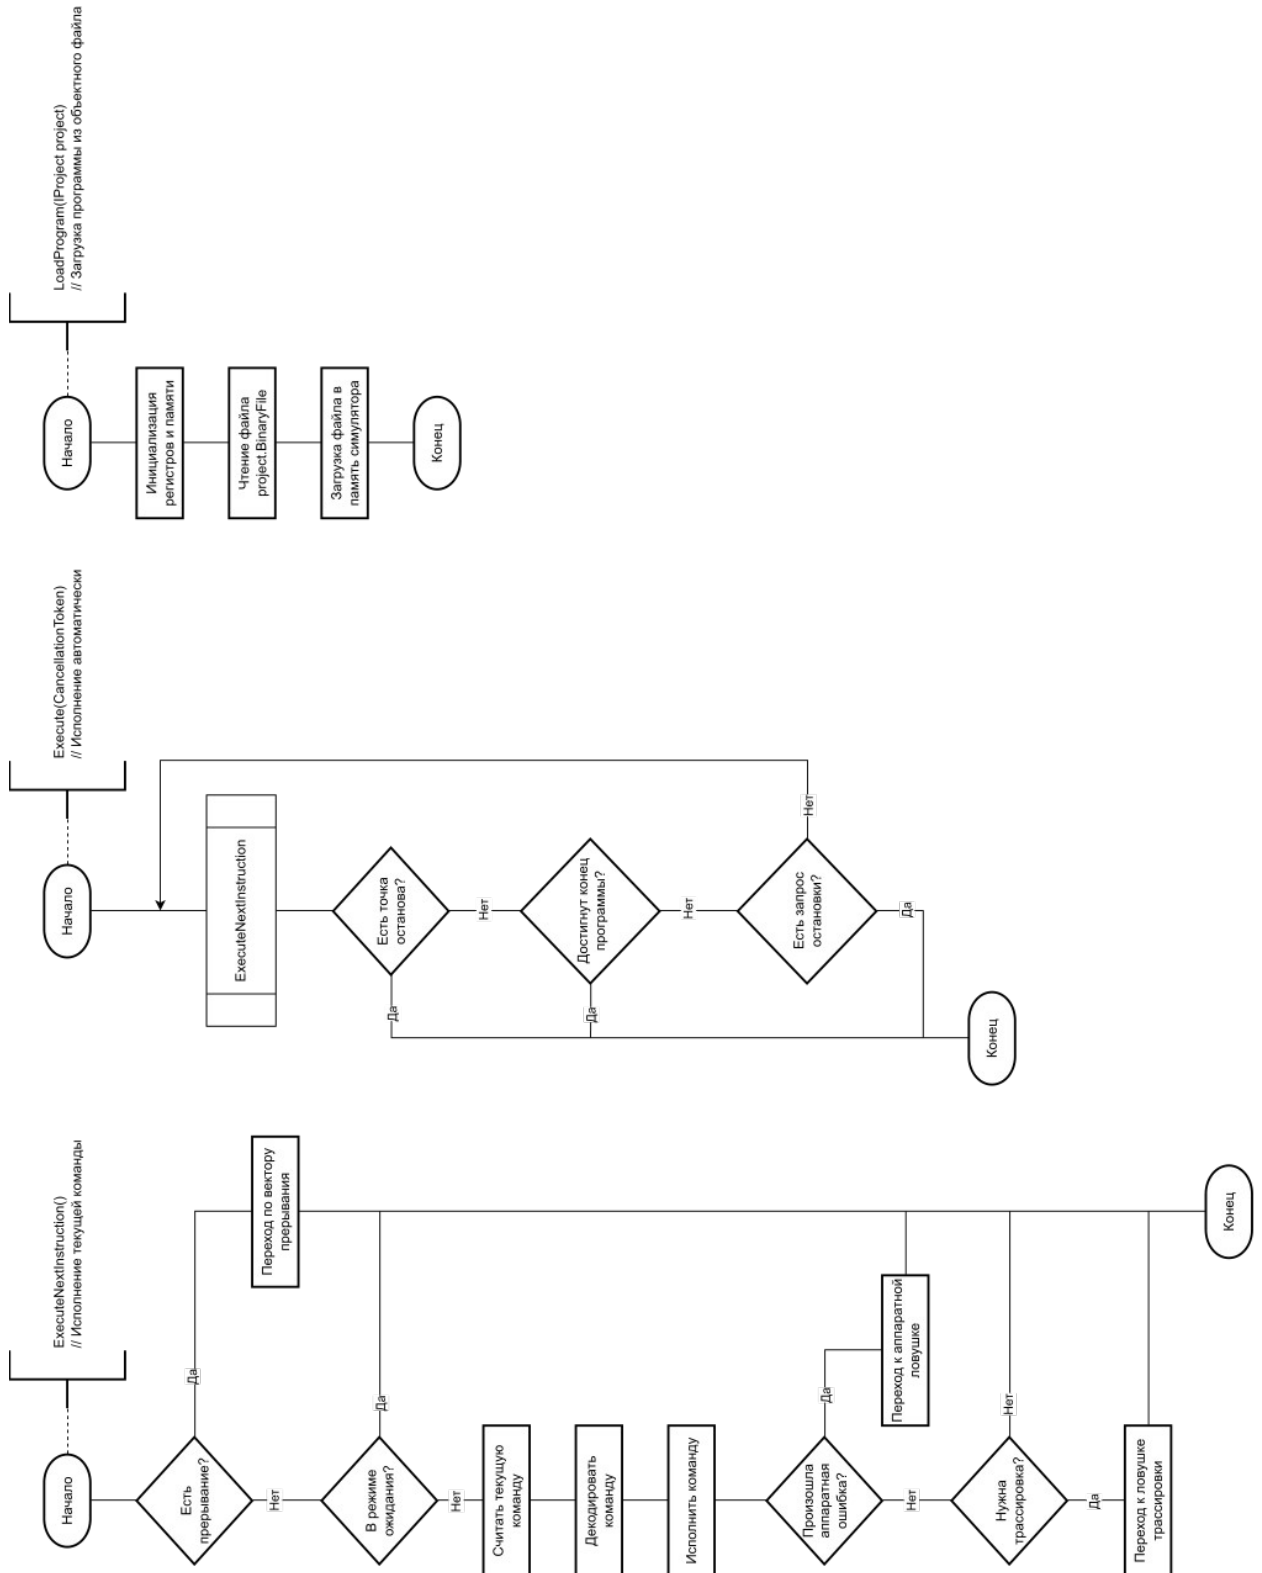 ExecuteNextInstruction()
// Исполнение текущей команды
Начало
Есть
прерывание?
Да
Переход по вектору
прерывания
Нет
В режиме
ожидания?
Да
Нет
Считать текущую
команду
Декодировать
команду
Исполнить команду
Произошла
аппаратная
ошибка?
Да
Переход к аппаратной
ловушке
Нет
Нужна
трассировка?
Нет
Да
Переход к ловушке
трассировки
Конец
Execute(CancellationToken)
// Исполнение автоматически
Начало
ExecuteNextInstruction
Есть точка
останова?
Да
Нет
Достигнут конец
программы?
Да
Нет
Есть запрос
остановки?
Нет
Да
Конец
LoadProgram(IProject project)
// Загрузка программы из объектного файла
Начало
Инициализация
регистров и памяти
Чтение файла
project.BinaryFile
Загрузка файла в
память симулятора
Конец